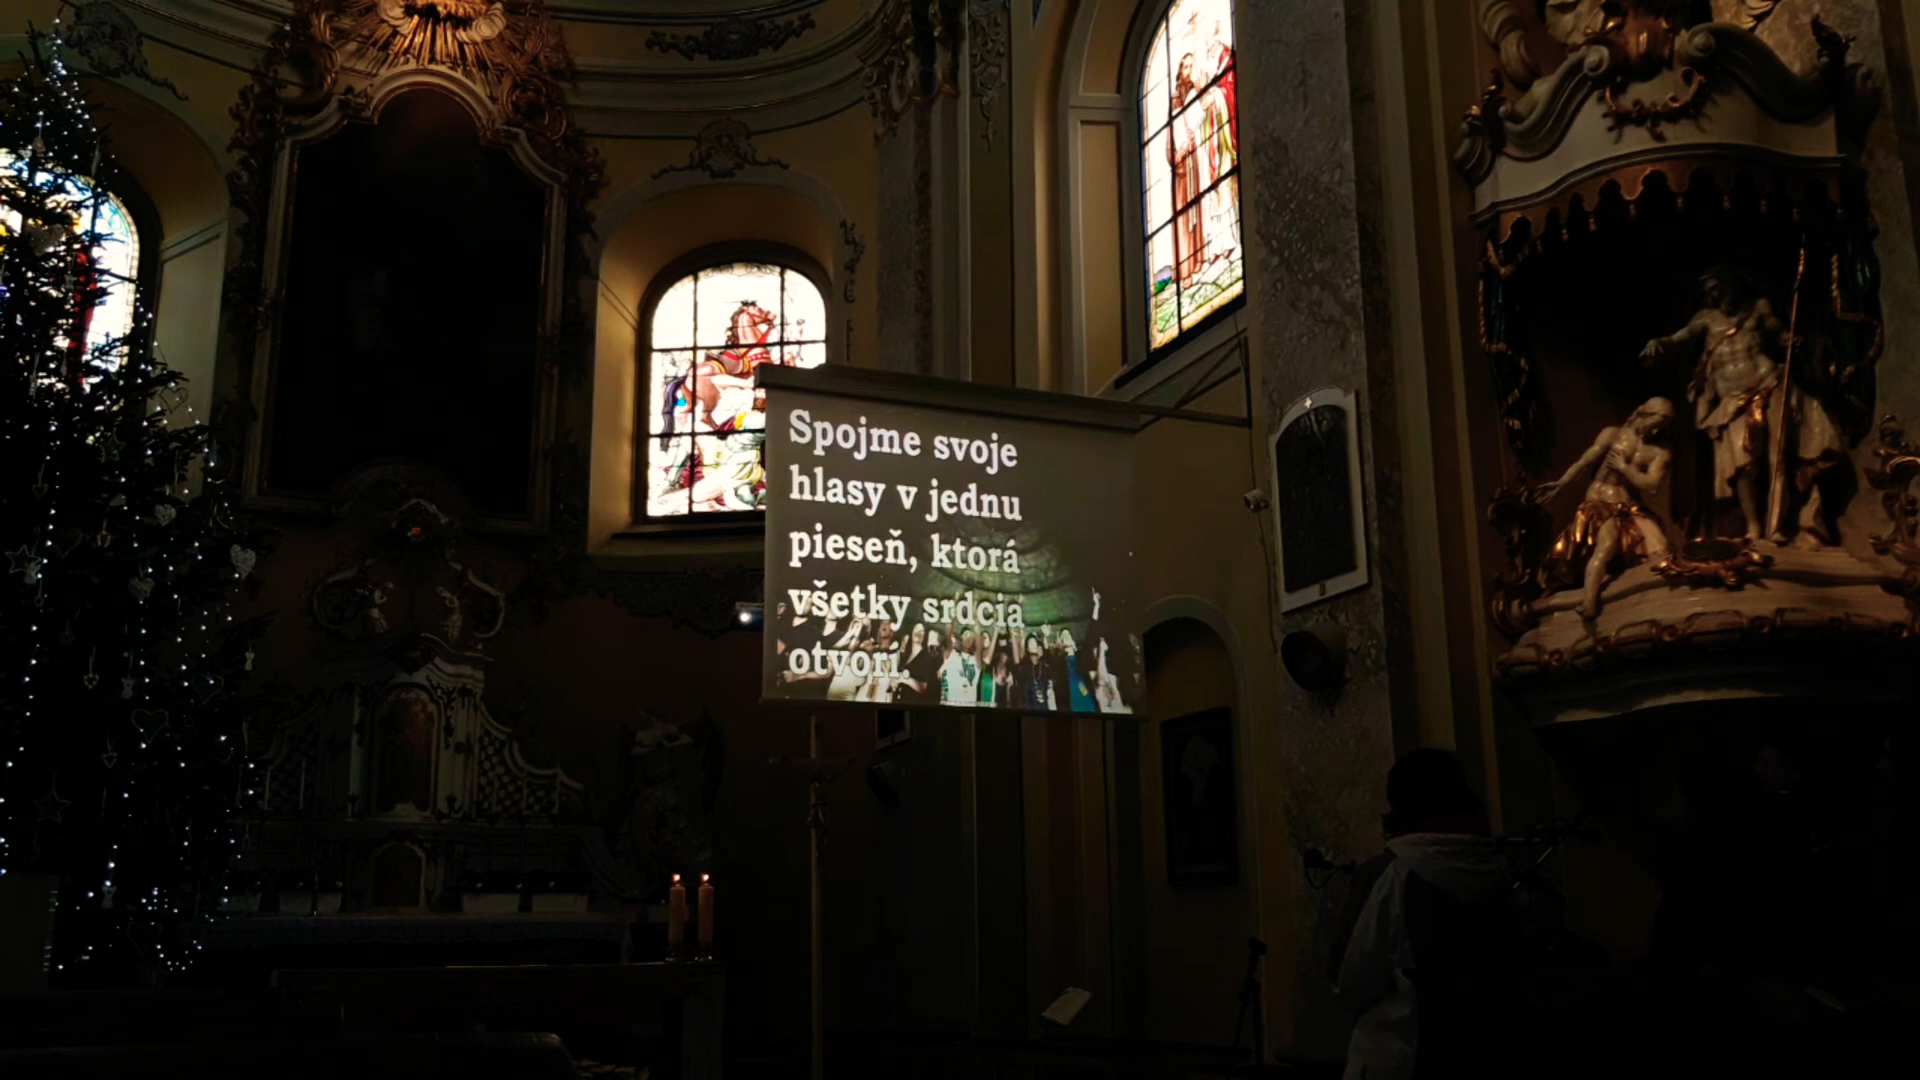 Spojme svoje
hlasy v jednu
pieseň, ktorá
všetky srdcia
otvorí.